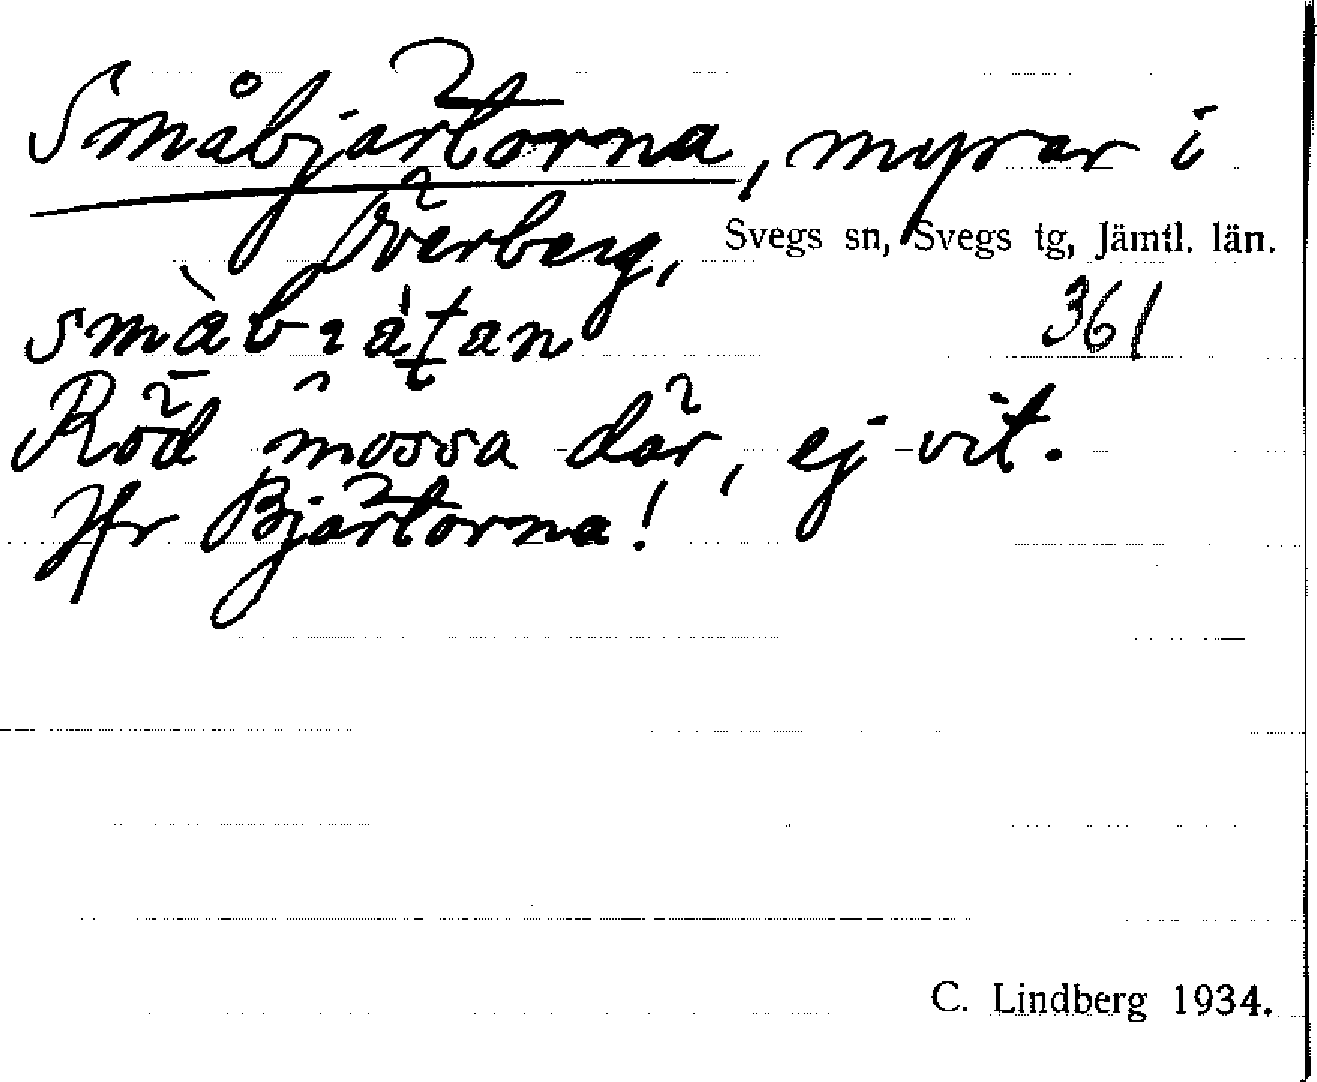 Småbjärtorna, myrar i
Överberg, Svegs sn, Svegs tg, Jämtl. län.
361
Röd mossa där, ej vit.
Jfr Bjärtorna!
C. Lindberg 1934.